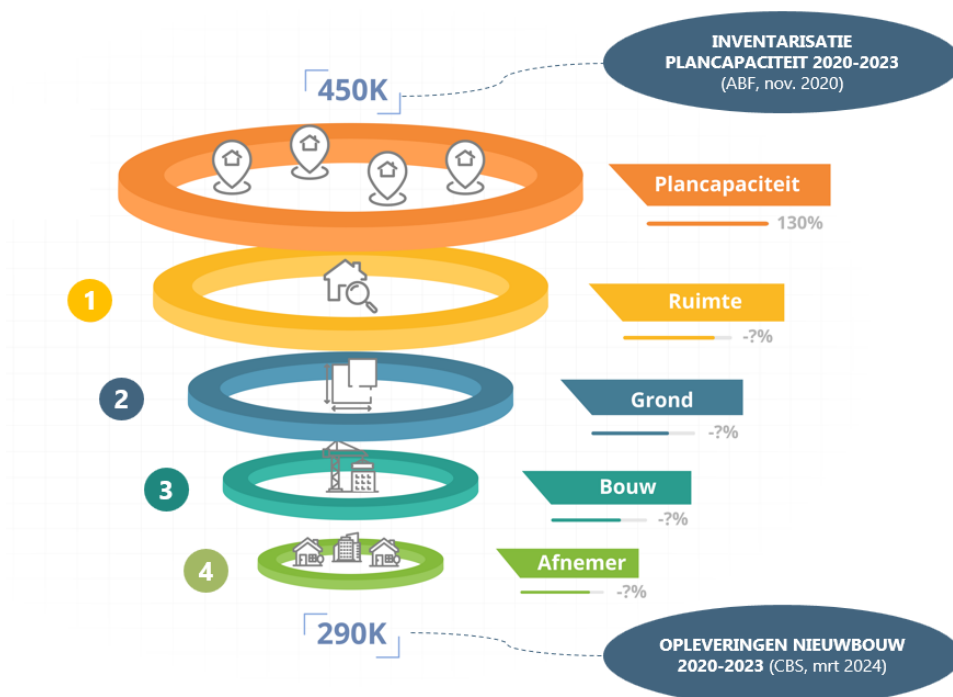 INVENTARISATIE
PLANCAPACITEIT 2020-2023
(ABF, nov. 2020)
450K
Plancapaciteit
130%
1
Ruimte
-?%
2
Grond
-?%
3
Bouw
-?%
4
Afnemer
-?%
290K
OPLEVERINGEN NIEUWBOUW
2020-2023 (CBS, mrt 2024)